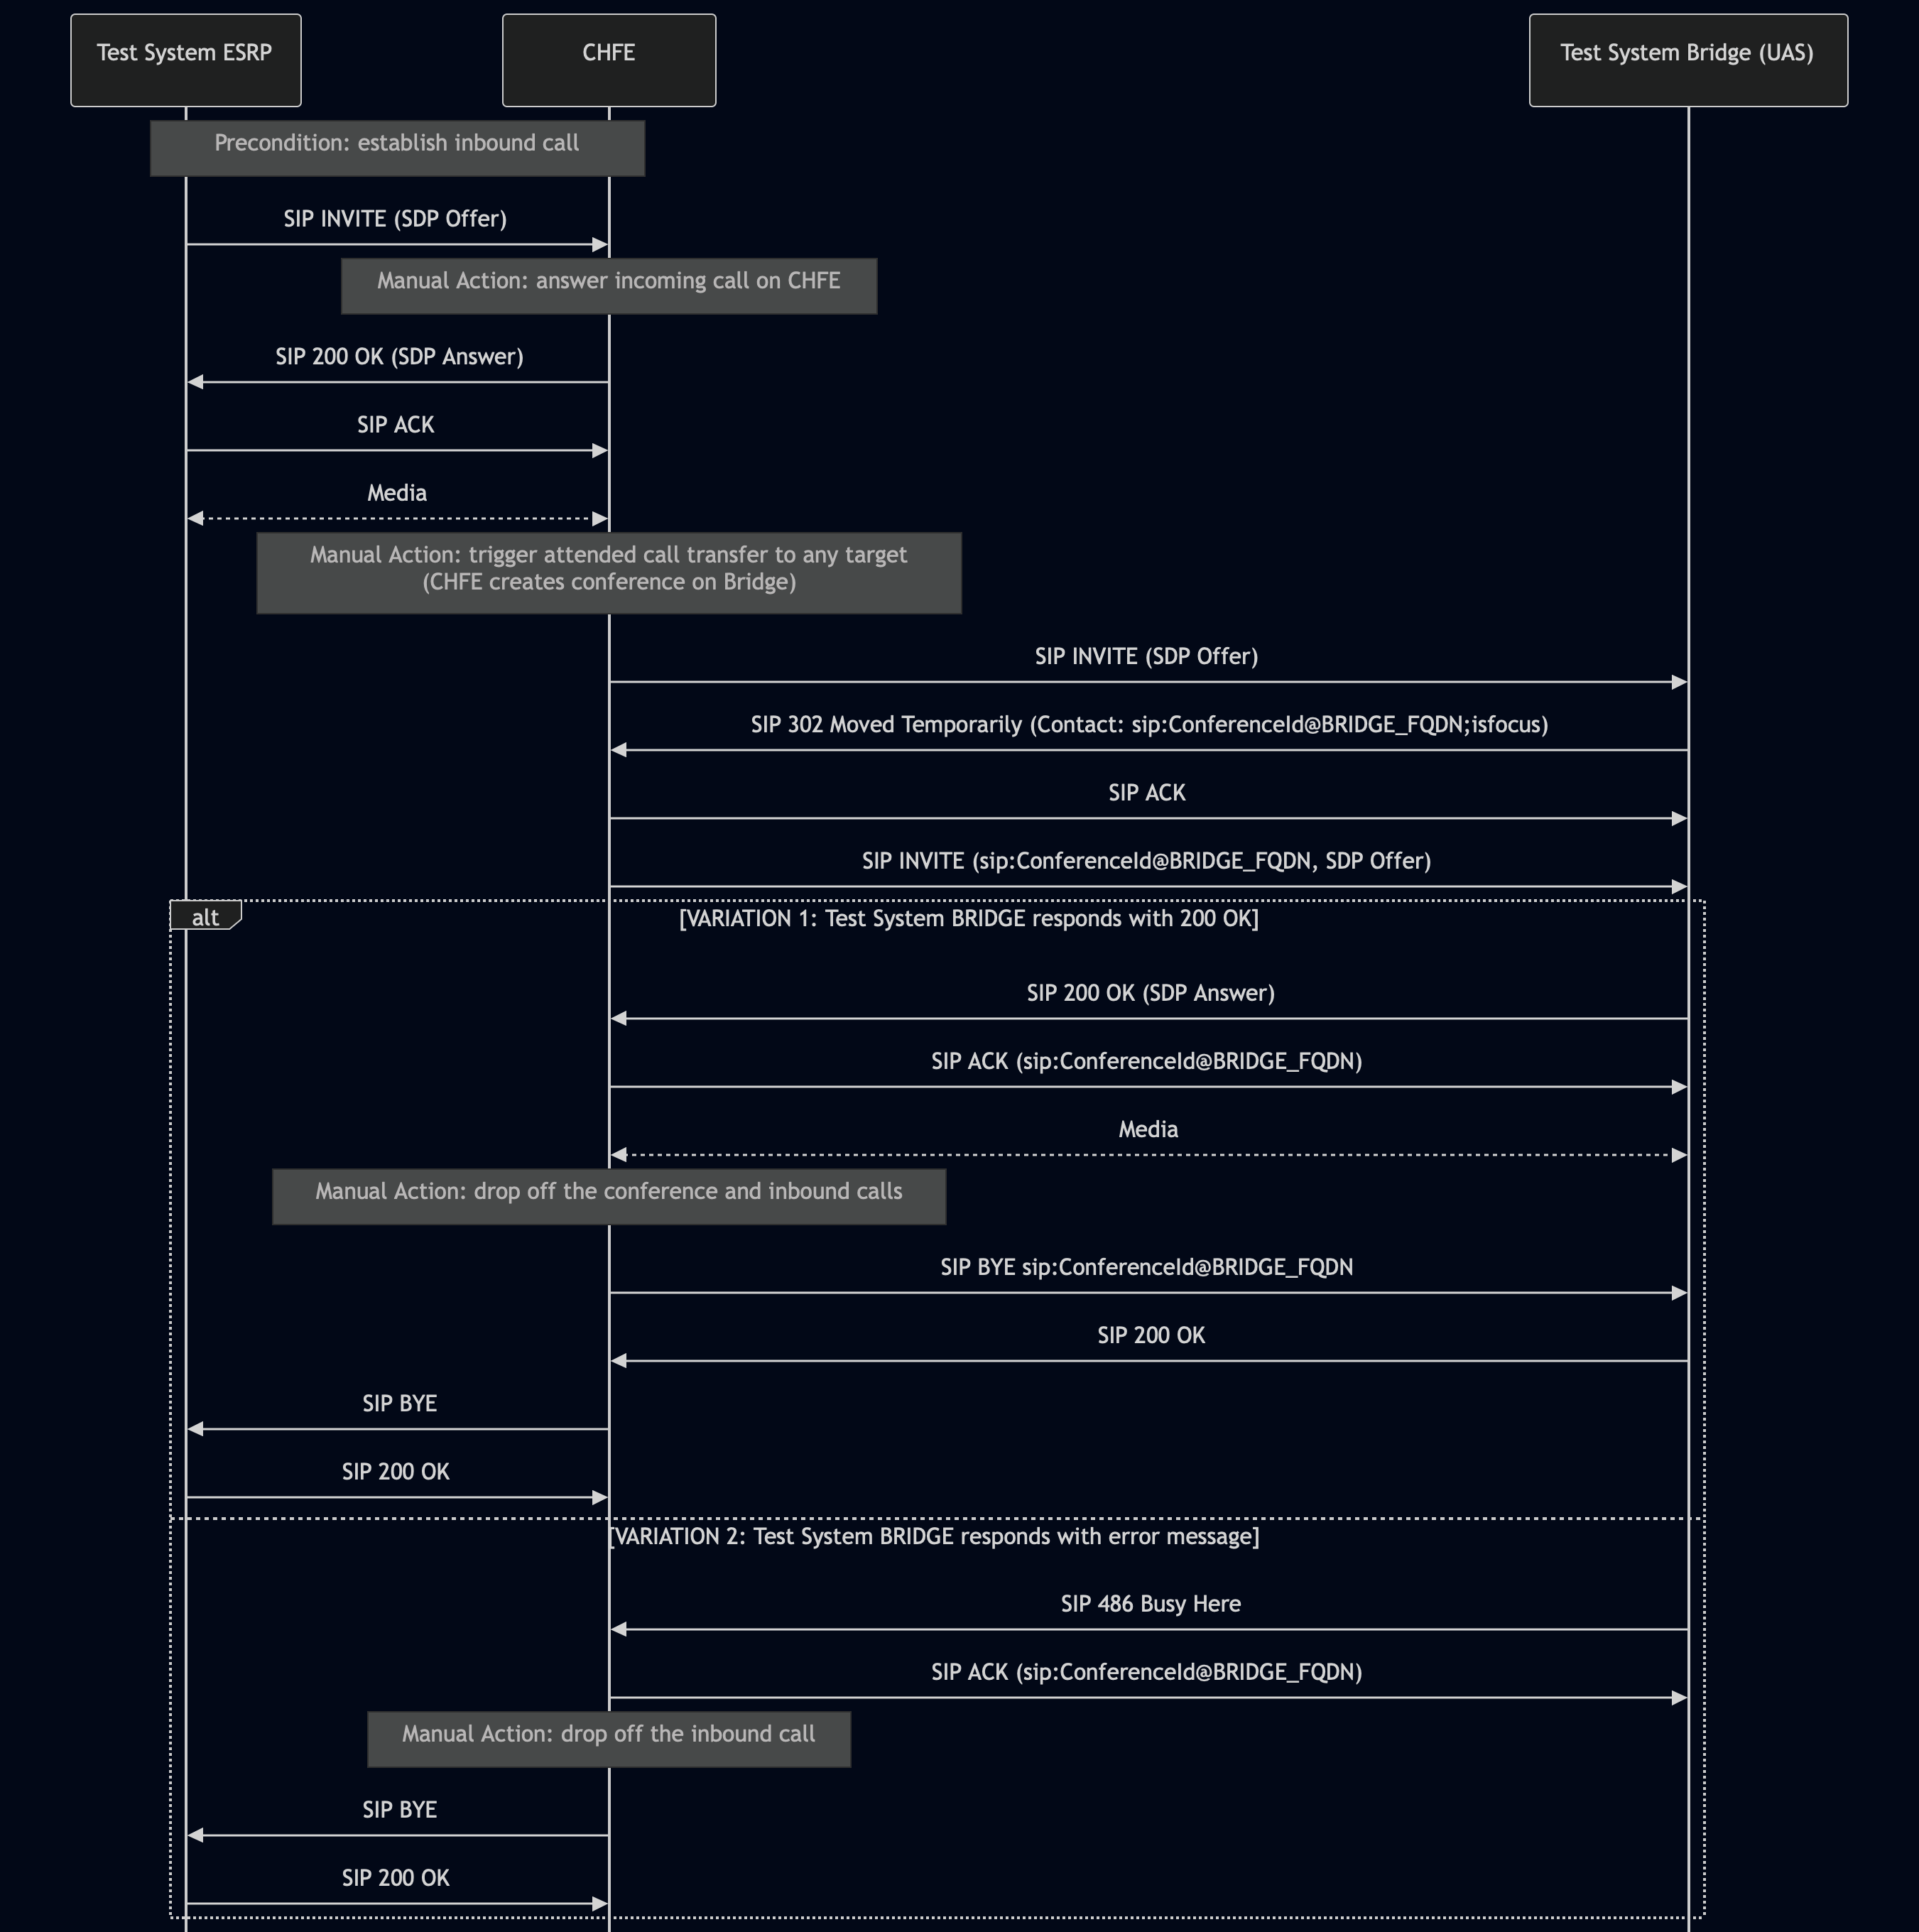 Test System ESRP
CHFE
Test System Bridge (UAS)
Precondition: establish inbound call
SIP INVITE (SDP Offer)
Manual Action: answer incoming call on CHFE
SIP 200 OK (SDP Answer)
SIP ACK
Media
Manual Action: trigger attended call transfer to any target
(CHFE creates conference on Bridge)
SIP INVITE (SDP Offer)
SIP 302 Moved Temporarily (Contact: sip:ConferenceId@BRIDGE_FQDN;isfocus)
SIP ACK
SIP INVITE (sip:ConferenceId@BRIDGE_FQDN, SDP Offer)
alt
[VARIATION 1: Test System BRIDGE responds with 200 OK]
SIP 200 OK (SDP Answer)
SIP ACK (sip:ConferenceId@BRIDGE_FQDN)
Media
Manual Action: drop off the conference and inbound calls
SIP BYE sip:ConferenceId@BRIDGE_FQDN
SIP 200 OK
SIP BYE
SIP 200 OK
[VARIATION 2: Test System BRIDGE responds with error message]
SIP 486 Busy Here
SIP ACK (sip:ConferenceId@BRIDGE_FQDN)
Manual Action: drop off the inbound call
SIP BYE
SIP 200 OK